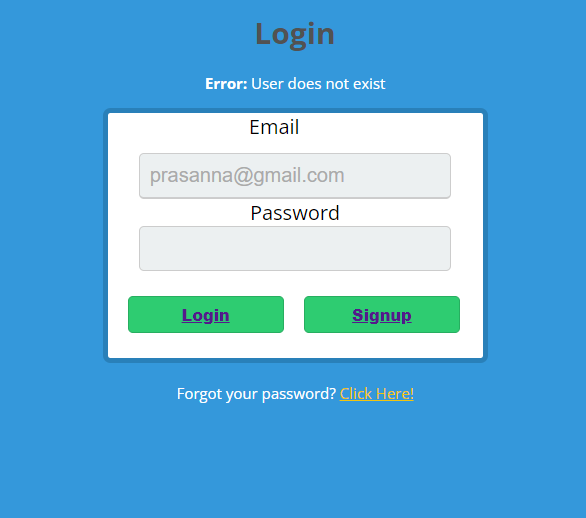 Login
Error: User does not exist
Email
prasanna@gmail.com
Password
Login Signup
Forgot your password? Click Here!